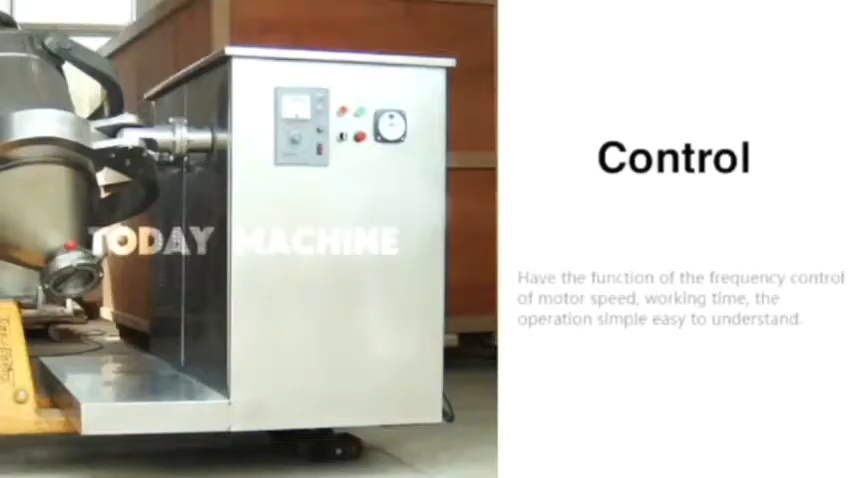 TODAY MACHINE
Control
Have the function of the frequency control
of motor speed, working time, the
operation simple easy to understand.